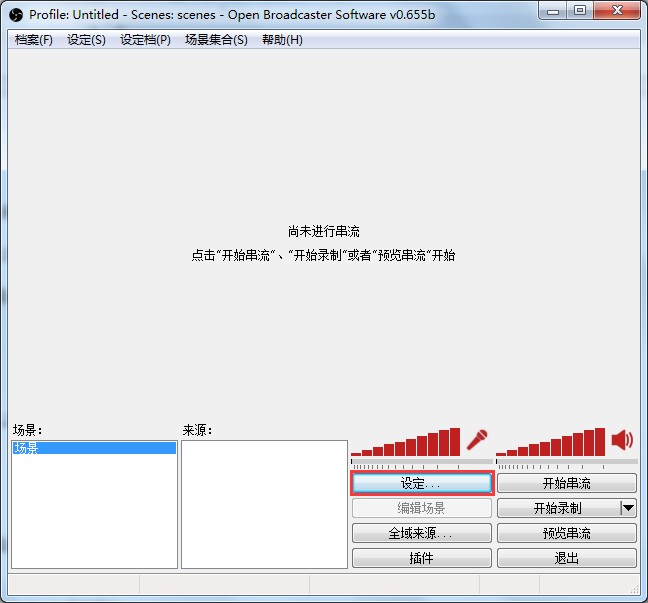 Profile: Untitled - Scenes: scenes - Open Broadcaster Software v0.655b
档案(F) 设定(S) 设定档(P) 场景集合(S) 帮助(H)
尚未进行串流
点击"开始串流"、"开始录制"或者"预览串流"开始
场景: 来源:
场景
设定... 开始串流
编辑场景 开始录制
全域来源... 预览串流
插件 退出